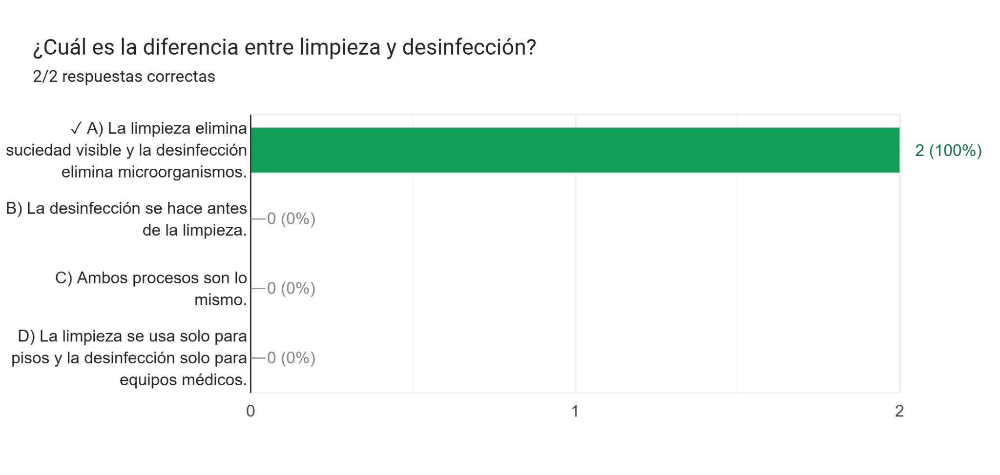 ¿Cuál es la diferencia entre limpieza y desinfección?
2/2 respuestas correctas
✓ A) La limpieza elimina
suciedad visible y la desinfección
elimina microorganismos.
2 (100%)
B) La desinfección se hace antes
de la limpieza.
0 (0%)
C) Ambos procesos son lo
mismo.
0 (0%)
D) La limpieza se usa solo para
pisos y la desinfección solo para
equipos médicos.
0 (0%)
0 1 2